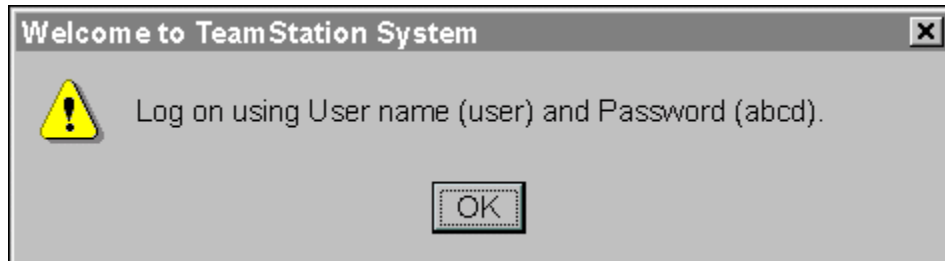 Welcome to TeamStation System
Log on using User name (user) and Password (abcd).
OK